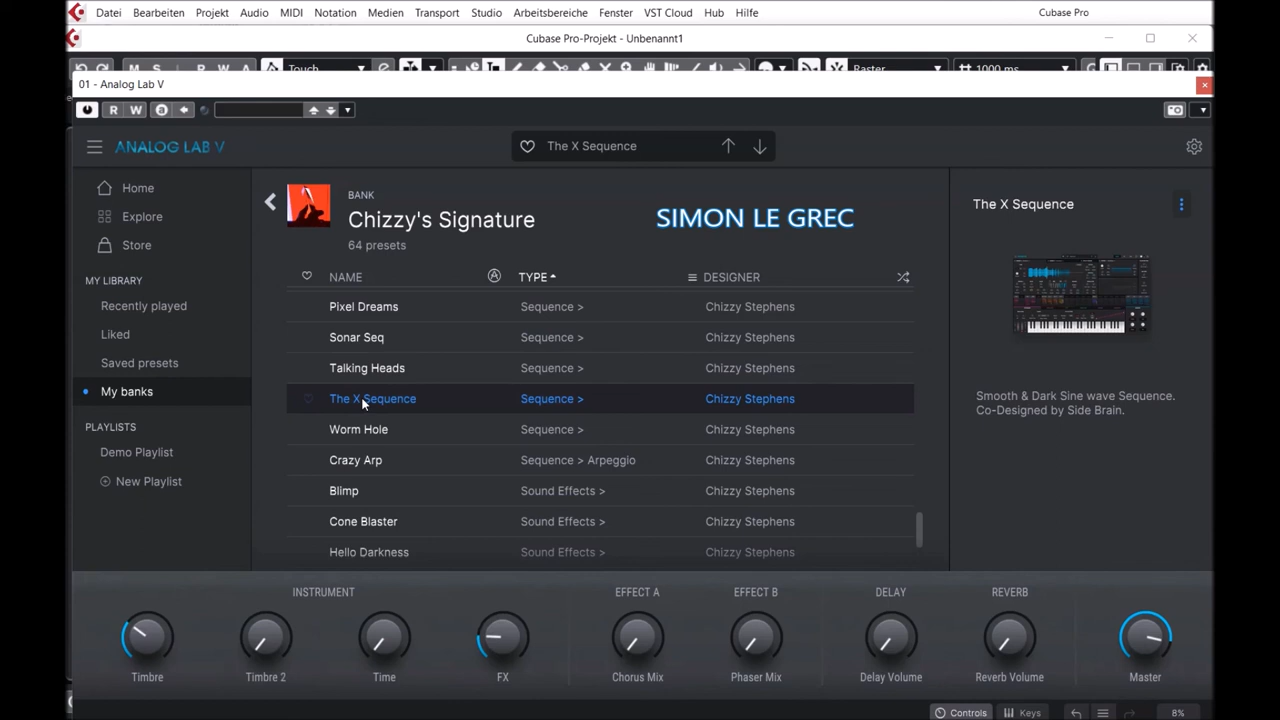 Datei Bearbeiten Projekt Audio MIDI Notation Medien Transport Studio Arbeitsbereiche Fenster VST Cloud Hub Hilfe Cubase Pro
Cubase Pro-Projekt - Unbenannt1
M S R W A Touch Raster 1000 ms
01 - Analog Lab V
R W a
ANALOG LAB V
The X Sequence
Home
Explore
Store
MY LIBRARY
Recently played
Liked
Saved presets
My banks
PLAYLISTS
Demo Playlist
New Playlist
BANK
Chizzy's Signature
64 presets
SIMON LE GREC
NAME TYPE DESIGNER
Pixel Dreams Sequence > Chizzy Stephens
Sonar Seq Sequence > Chizzy Stephens
Talking Heads Sequence > Chizzy Stephens
The X Sequence Sequence > Chizzy Stephens
Worm Hole Sequence > Chizzy Stephens
Crazy Arp Sequence > Arpeggio Chizzy Stephens
Blimp Sound Effects > Chizzy Stephens
Cone Blaster Sound Effects > Chizzy Stephens
Hello Darkness Sound Effects > Chizzy Stephens
The X Sequence
Smooth & Dark Sine wave Sequence.
Co-Designed by Side Brain.
INSTRUMENT EFFECT A EFFECT B DELAY REVERB
Timbre Timbre 2 Time FX Chorus Mix Phaser Mix Delay Volume Reverb Volume Master
Controls Keys 8%